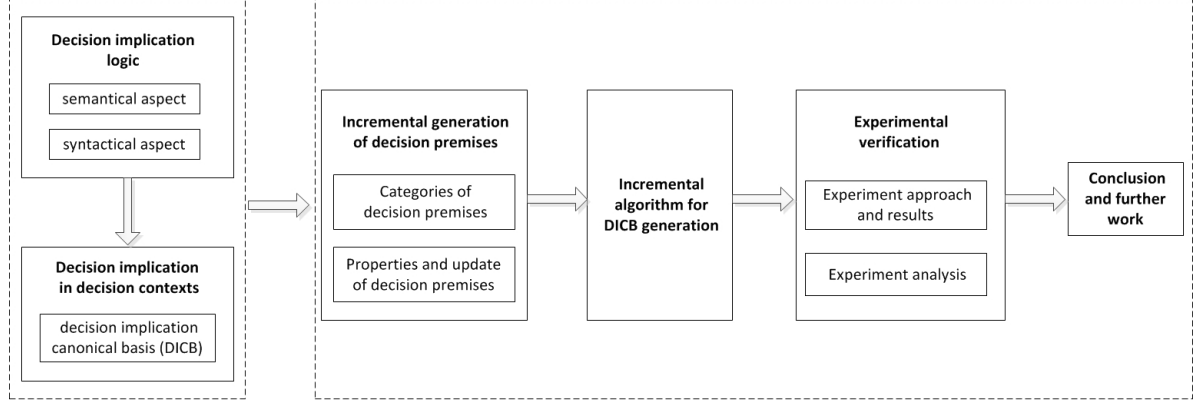 Decision implication
logic
semantical aspect
syntactical aspect
Decision implication
in decision contexts
decision implication
canonical basis (DICB)
Incremental generation
of decision premises
Categories of
decision premises
Properties and update
of decision premises
Incremental
algorithm for
DICB generation
Experimental
verification
Experiment approach
and results
Experiment analysis
Conclusion
and further
work